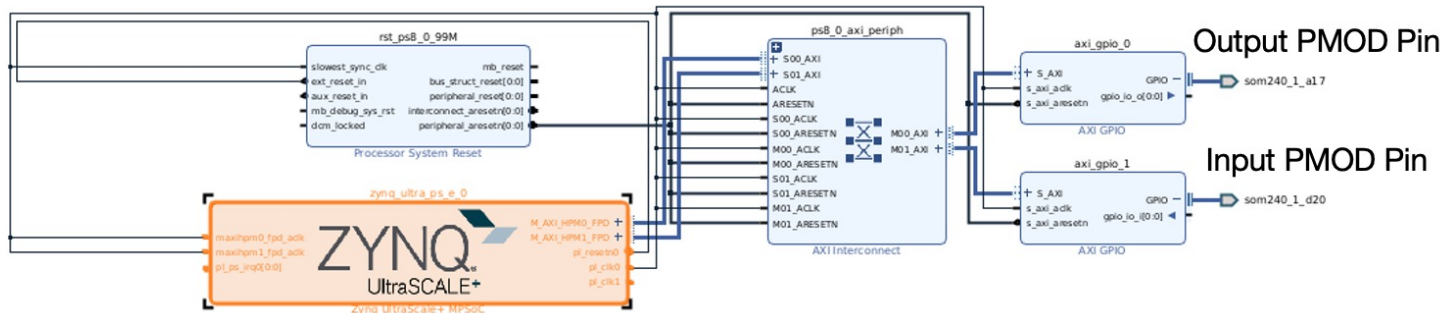 rst_ps8_0_99M
slowest_sync_clk
ext_reset_in
aux_reset_in
mb_debug_sys_rst
dcm_locked
mb_reset
bus_struct_reset[0:0]
peripheral_reset[0:0]
interconnect_aresetn[0:0]
peripheral_aresetn[0:0]
Processor System Reset
zynq_ultra_ps_e_0
maxihpm0_fpd_aclk
maxihpm1_fpd_aclk
pl_ps_irq0[0:0]
ZYNQ
UltraSCALE+
M_AXI_HPM0_FPD
M_AXI_HPM1_FPD
pl_resetn0
pl_clk0
pl_clk1
Zynq UltraScale+ MPSoC
ps8_0_axi_periph
S00_AXI
S01_AXI
ACLK
ARESETN
S00_ACLK
S00_ARESETN
M00_ACLK
M00_ARESETN
S01_ACLK
S01_ARESETN
M01_ACLK
M01_ARESETN
M00_AXI
M01_AXI
AXI Interconnect
axi_gpio_0
S_AXI
s_axi_aclk
s_axi_aresetn
GPIO
gpio_io_o[0:0]
AXI GPIO
Output PMOD Pin
som240_1_a17
axi_gpio_1
S_AXI
s_axi_aclk
s_axi_aresetn
GPIO
gpio_io_i[0:0]
AXI GPIO
Input PMOD Pin
som240_1_d20